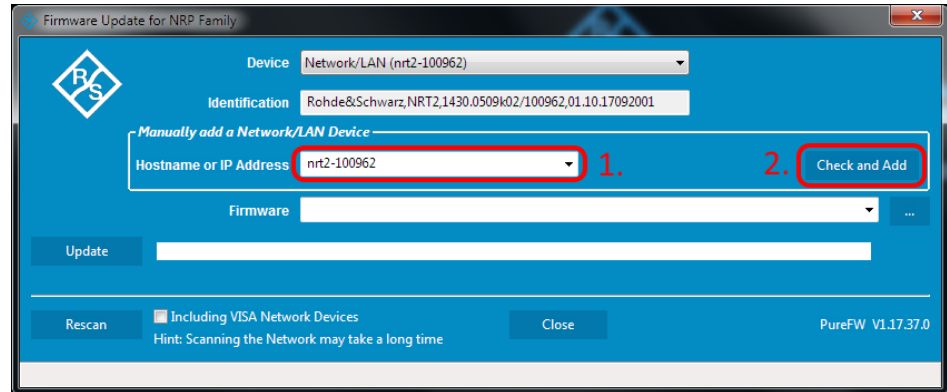 Firmware Update for NRP Family
R S
Device Network/LAN (nrt2-100962)
Identification Rohde&Schwarz,NRT2,1430.0509k02/100962,01.10.17092001
Manually add a Network/LAN Device
Hostname or IP Address nrt2-100962 1. 2. Check and Add
Firmware ...
Update
Rescan Including VISA Network Devices Close PureFW V1.17.37.0
Hint: Scanning the Network may take a long time